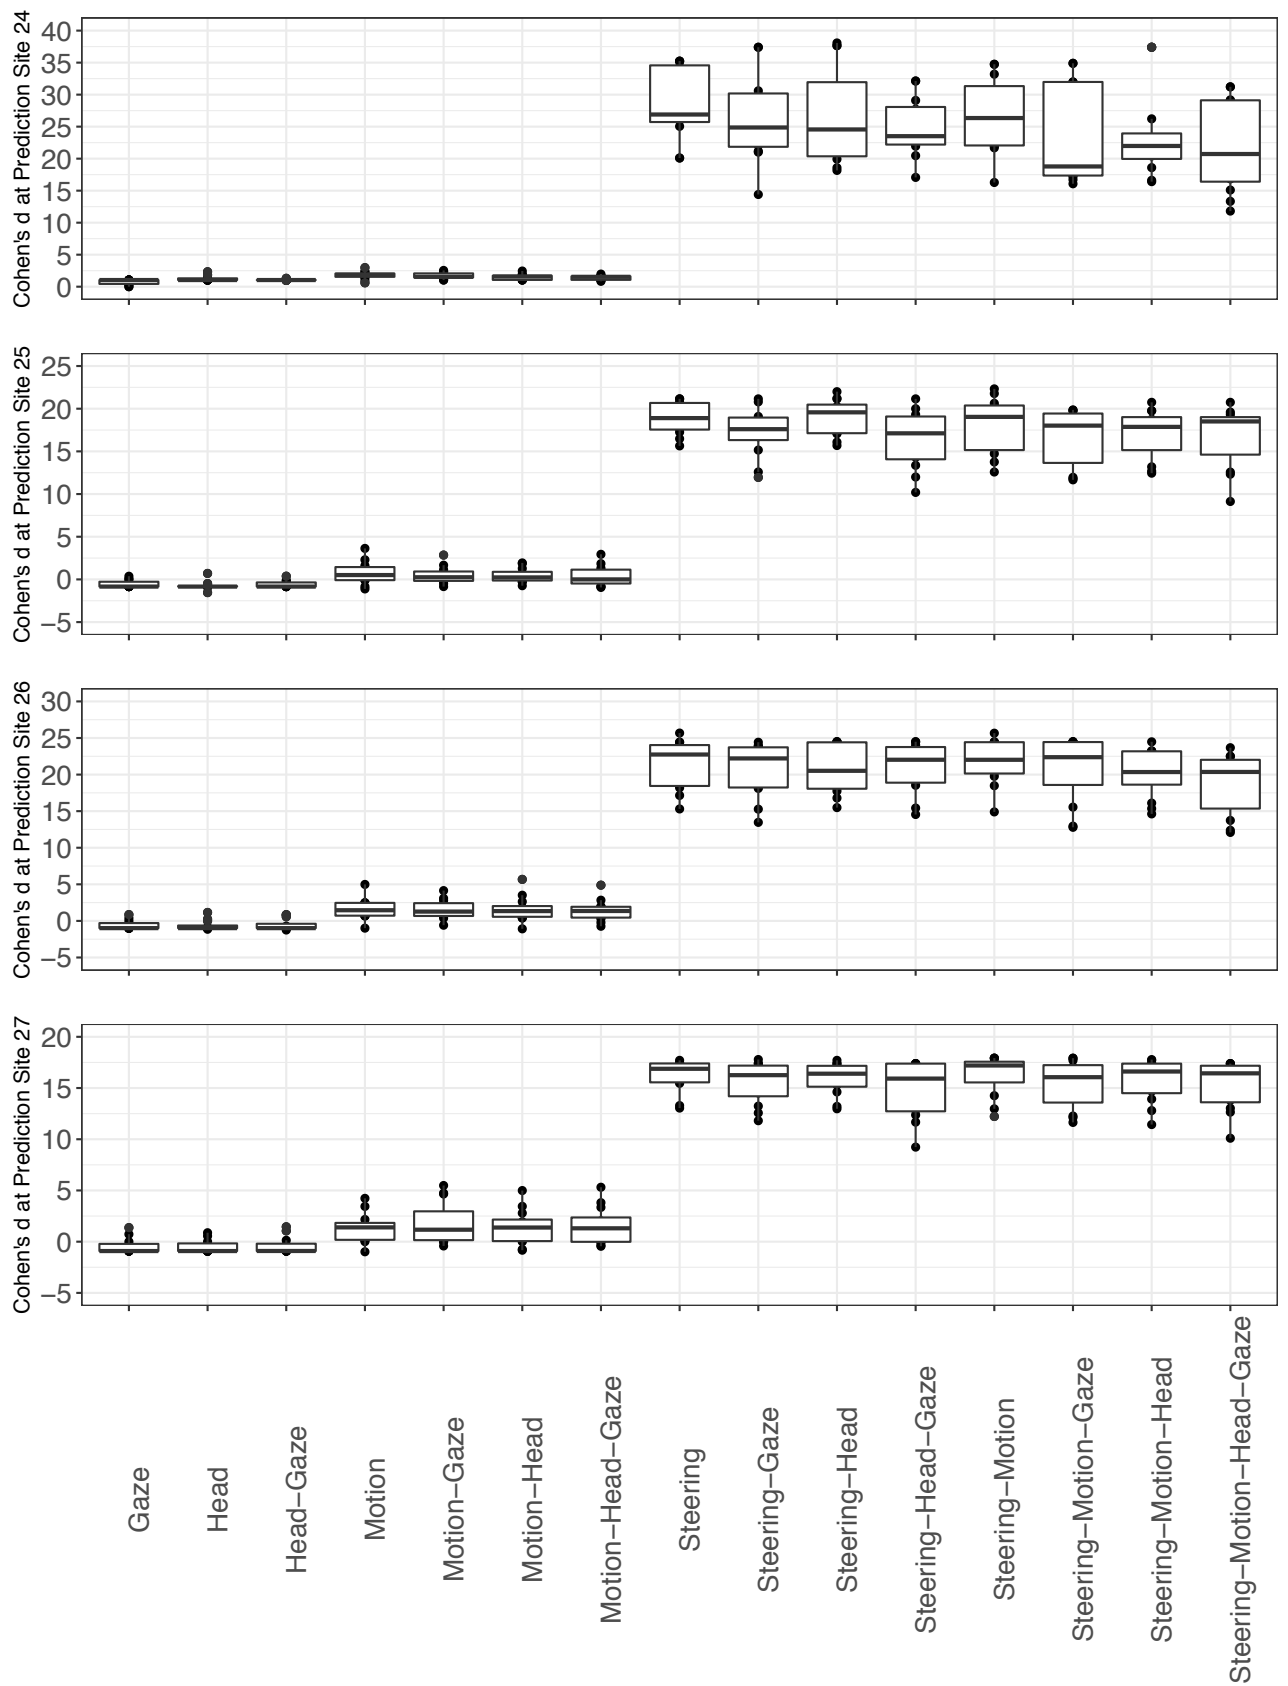 Cohen's d at Prediction Site 24
40
35
30
25
20
15
10
5
0
Cohen's d at Prediction Site 25
25
20
15
10
5
0
−5
Cohen's d at Prediction Site 26
30
25
20
15
10
5
0
−5
Cohen's d at Prediction Site 27
20
15
10
5
0
−5
Gaze
Head
Head−Gaze
Motion
Motion−Gaze
Motion−Head
Motion−Head−Gaze
Steering
Steering−Gaze
Steering−Head
Steering−Head−Gaze
Steering−Motion
Steering−Motion−Gaze
Steering−Motion−Head
Steering−Motion−Head−Gaze